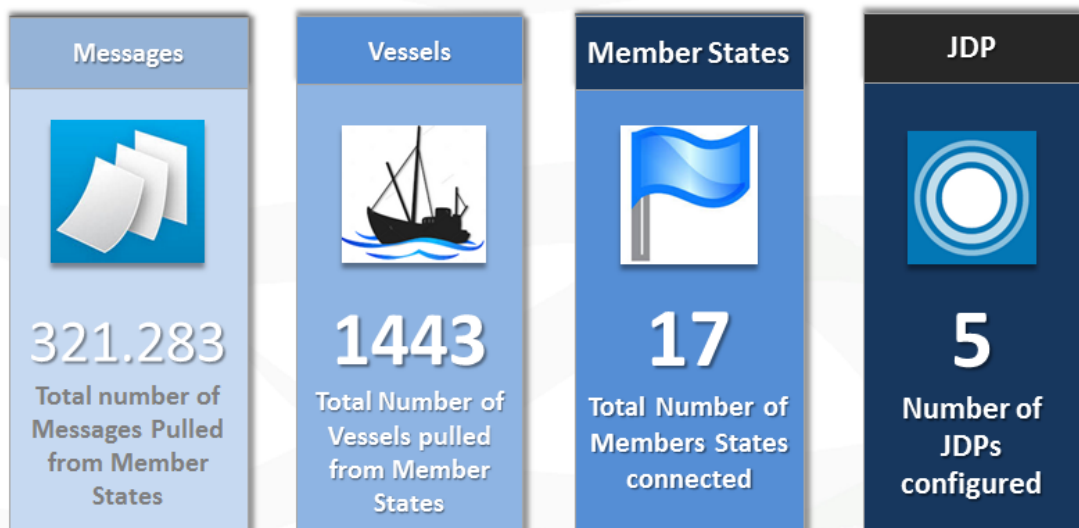 Messages
321.283
Total number of
Messages Pulled
from Member
States
Vessels
1443
Total Number of
Vessels pulled
from Member
States
Member States
17
Total Number of
Members States
connected
JDP
5
Number of
JDPs
configured